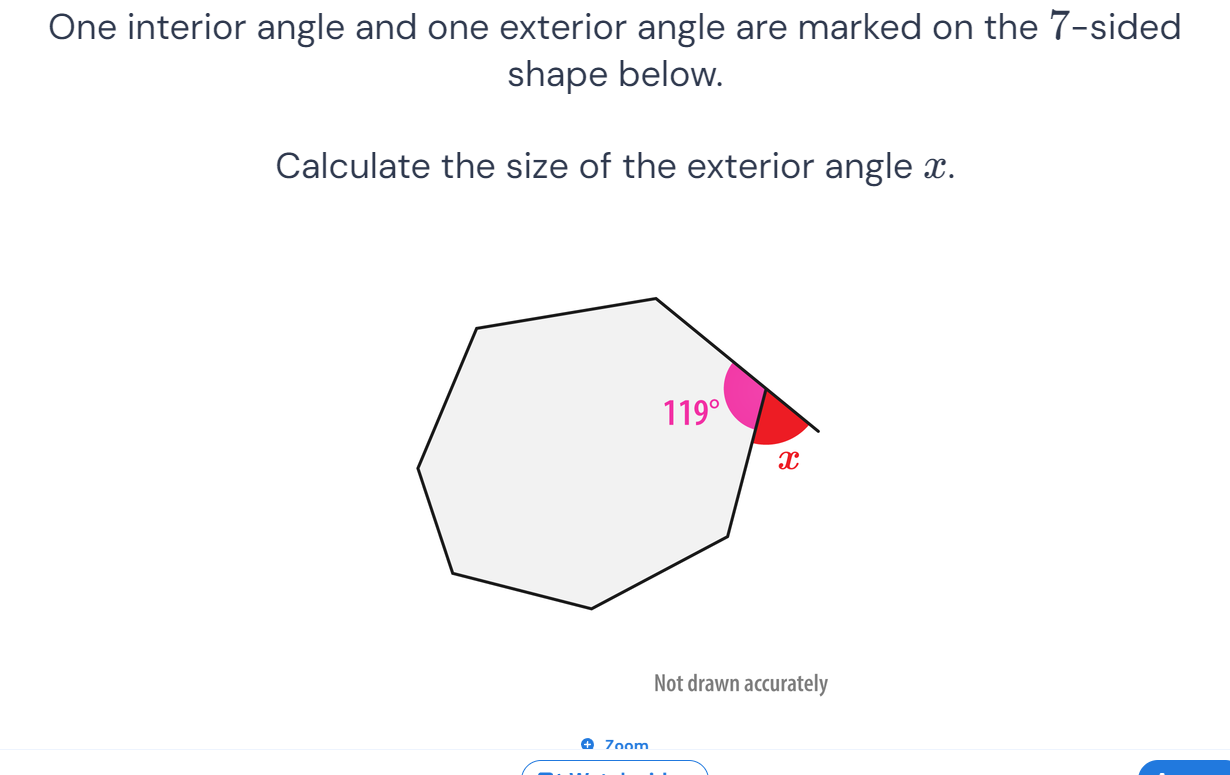 One interior angle and one exterior angle are marked on the 7-sided
shape below.
Calculate the size of the exterior angle x.
119°
x
Not drawn accurately
Zoom